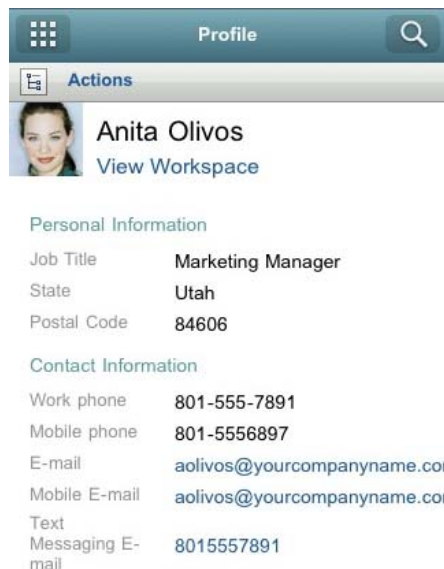 Profile
Actions
Anita Olivos
View Workspace
Personal Information
Job Title Marketing Manager
State Utah
Postal Code 84606
Contact Information
Work phone 801-555-7891
Mobile phone 801-5556897
E-mail aolivos@yourcompanyname.com
Mobile E-mail aolivos@yourcompanyname.com
Text
Messaging E- 8015557891
mail